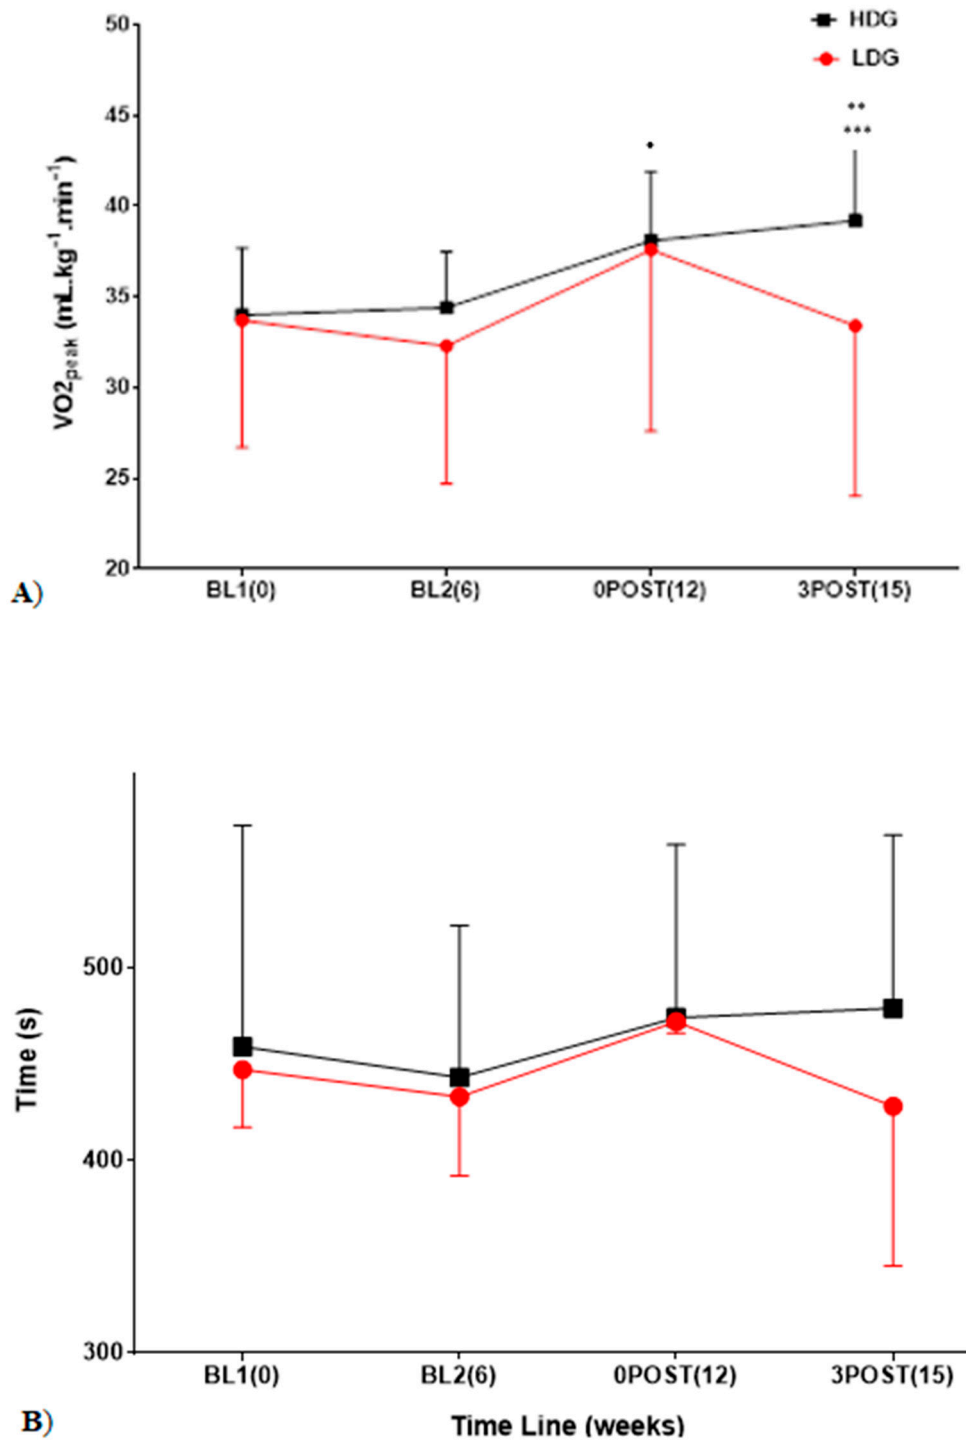 HDG
LDG
**
***
*
50
45
40
35
30
25
20
VO2peak (mL.kg⁻¹.min⁻¹)
BL1(0) BL2(6) 0POST(12) 3POST(15)
A)
500
400
300
Time (s)
BL1(0) BL2(6) 0POST(12) 3POST(15)
B)
Time Line (weeks)